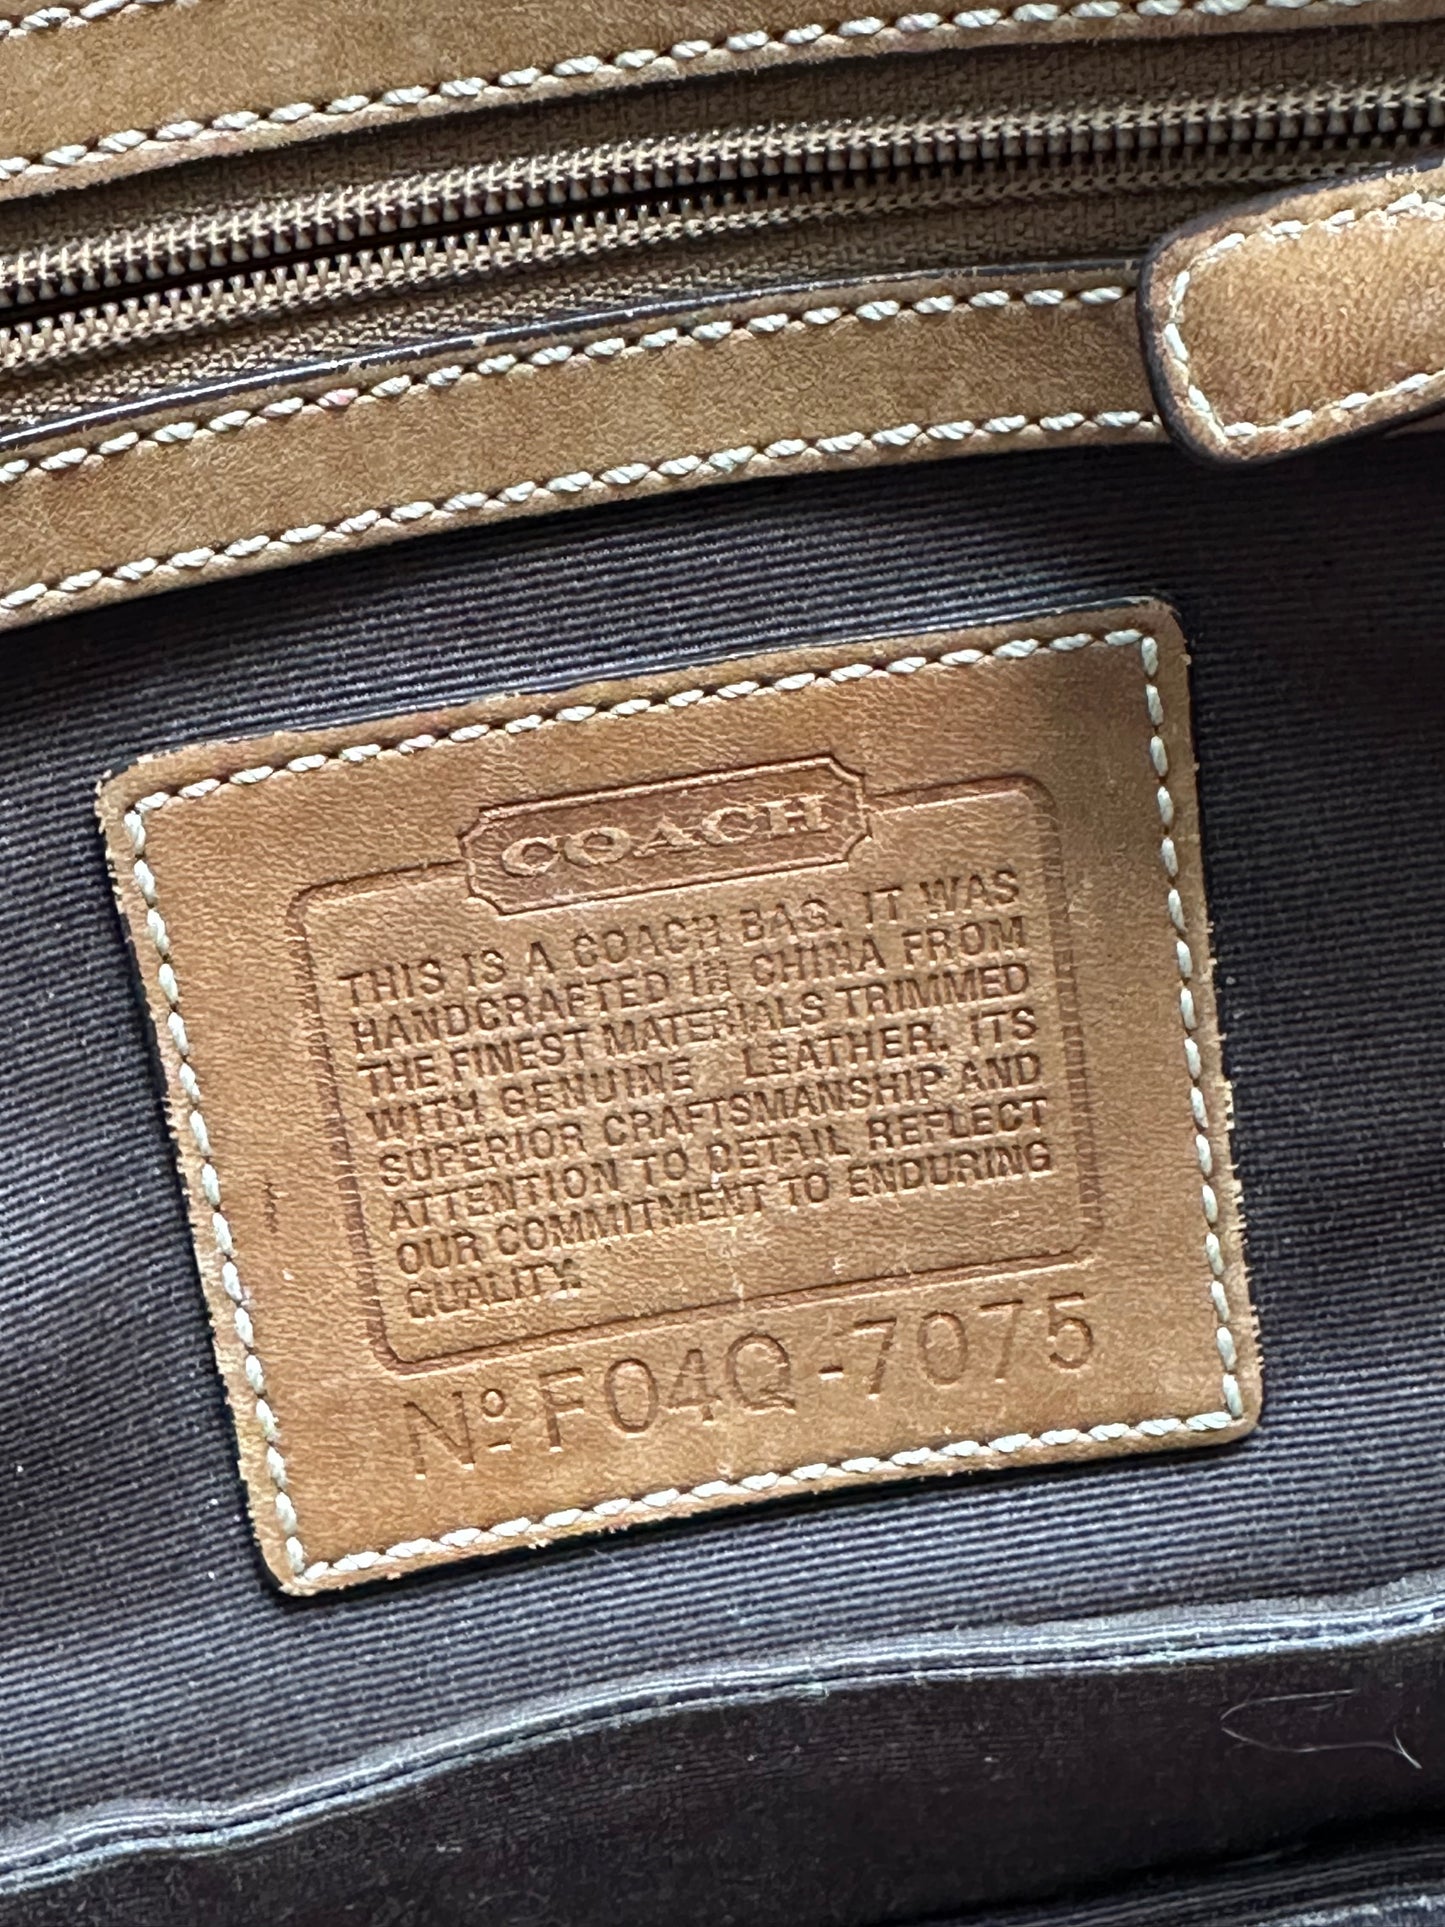 COACH
THIS IS A COACH BAG. IT WAS
HANDCRAFTED IN CHINA FROM
THE FINEST MATERIALS TRIMMED
WITH GENUINE LEATHER. ITS
SUPERIOR CRAFTSMANSHIP AND
ATTENTION TO DETAIL REFLECT
OUR COMMITMENT TO ENDURING
QUALITY.
Nº-F04Q-7075